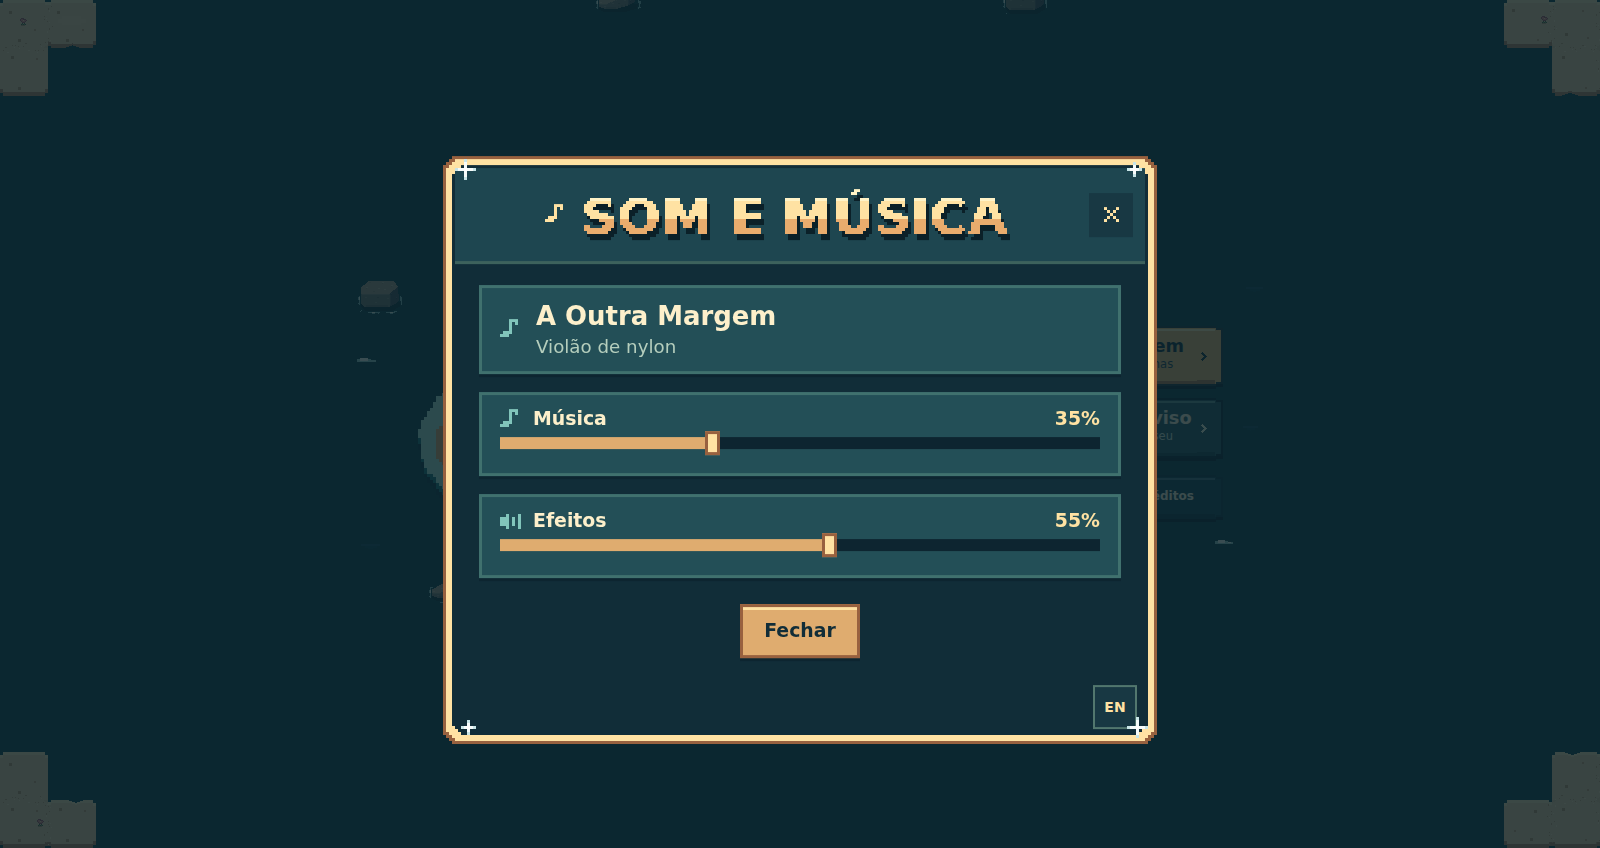 SOM E MÚSICA
A Outra Margem
Violão de nylon
Música 35%
Efeitos 55%
Fechar
EN